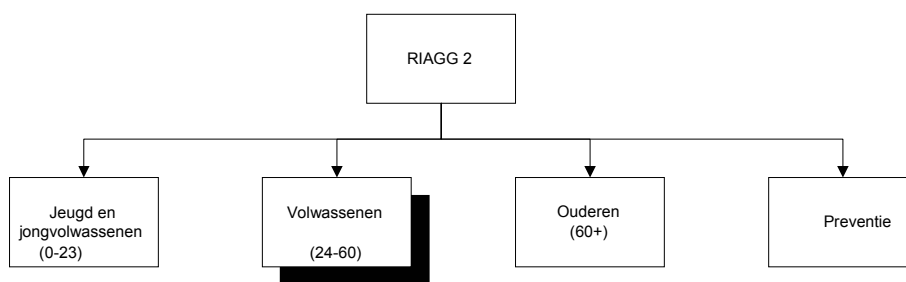 RIAGG 2
Jeugd en
jongvolwassenen
(0-23)
Volwassenen
(24-60)
Ouderen
(60+)
Preventie